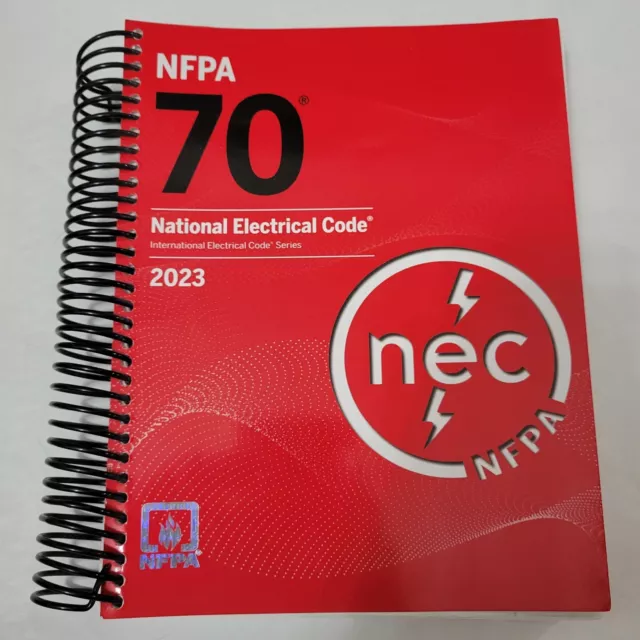 NFPA
70®
National Electrical Code®
International Electrical Code® Series
2023
nec
NFPA
NFPA®